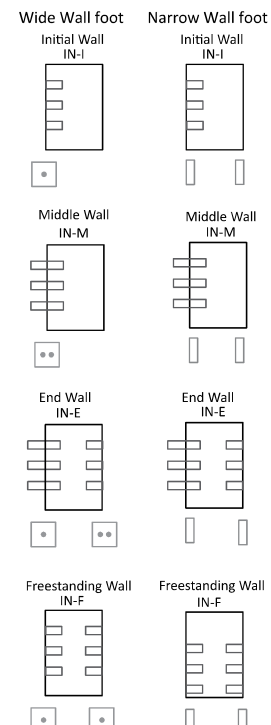 Wide Wall foot Narrow Wall foot
Initial Wall Initial Wall
IN-I IN-I
Middle Wall Middle Wall
IN-M IN-M
End Wall End Wall
IN-E IN-E
Freestanding Wall Freestanding Wall
IN-F IN-F